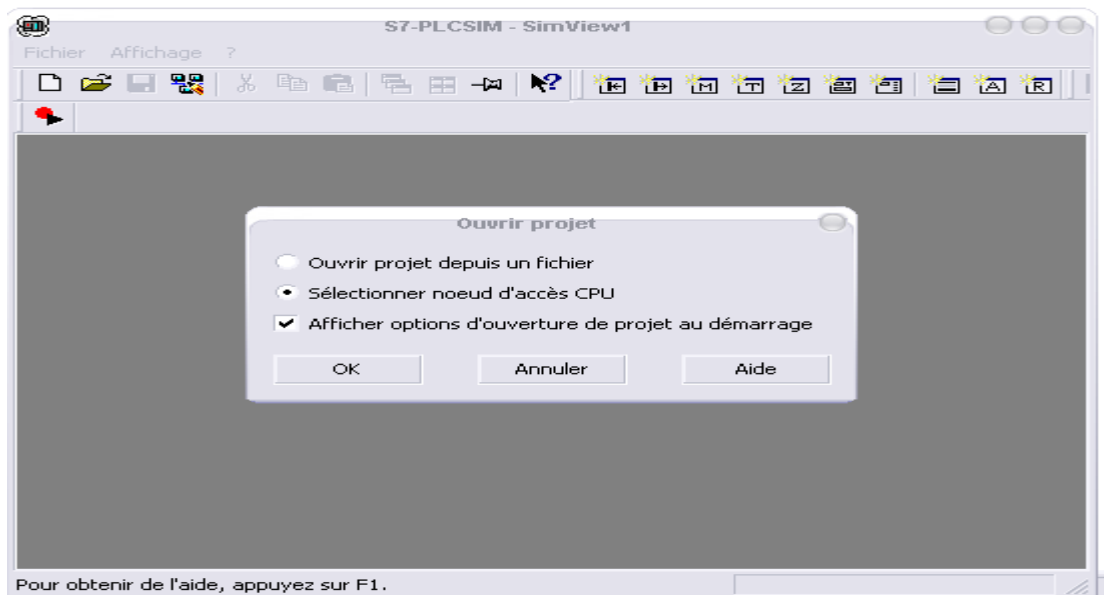 S7-PLCSIM - SimView1
Fichier Affichage ?
M T Z A R
Ouvrir projet
Ouvrir projet depuis un fichier
Sélectionner noeud d'accès CPU
Afficher options d'ouverture de projet au démarrage
OK Annuler Aide
Pour obtenir de l'aide, appuyez sur F1.